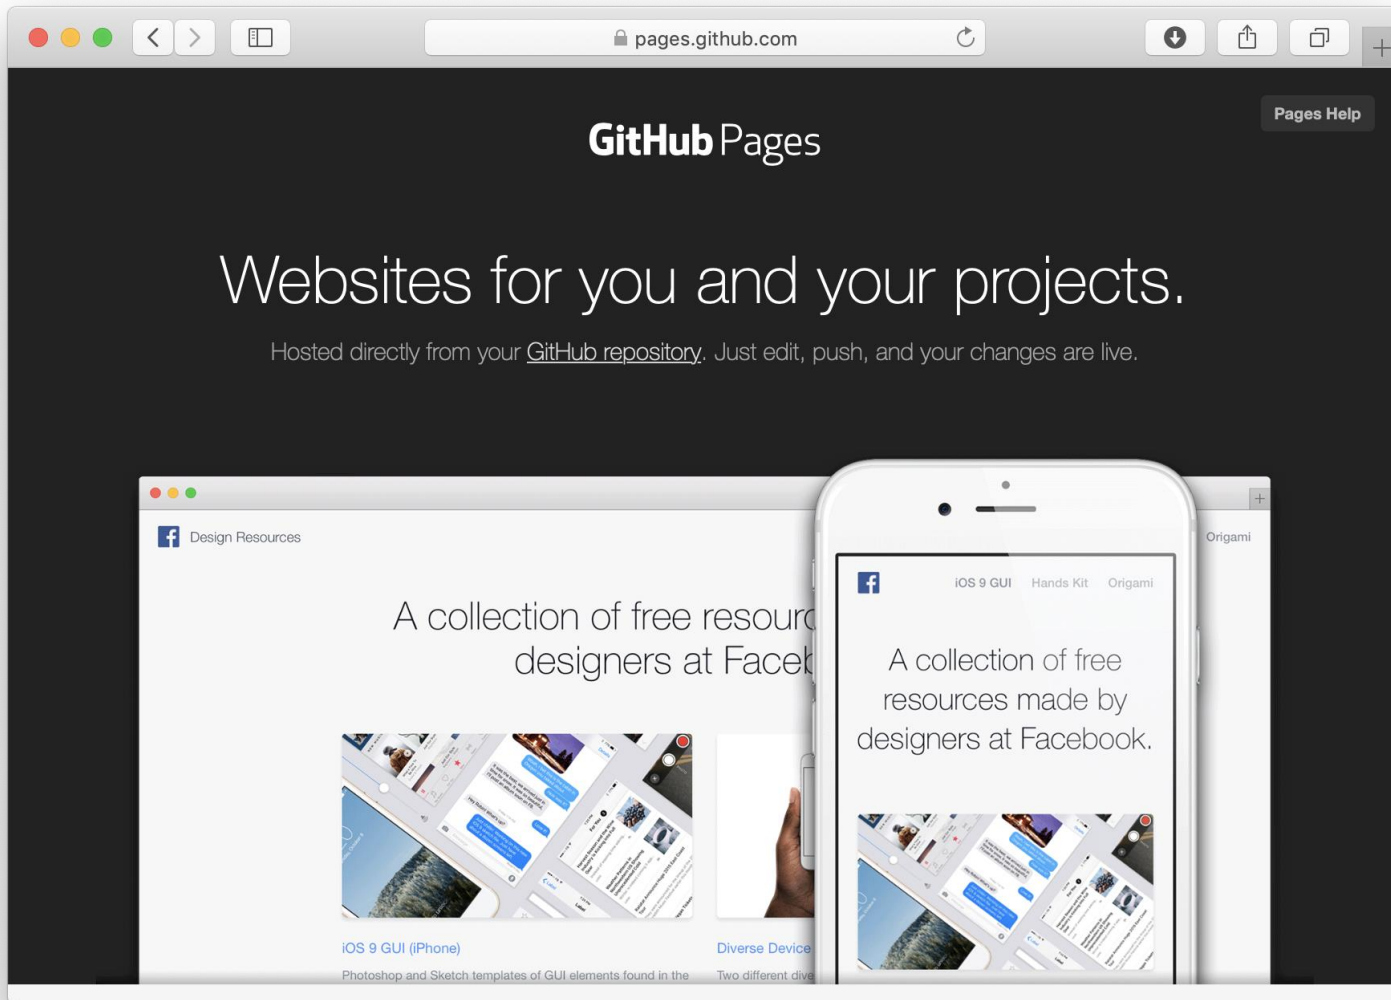 pages.github.com
Pages Help
GitHub Pages
Websites for you and your projects.
Hosted directly from your GitHub repository. Just edit, push, and your changes are live.
Design Resources
Origami
A collection of free
designers at
iOS 9 GUI (iPhone)
Diverse Device
Photoshop and Sketch templates of GUI elements found in the
Two different
iOS 9 GUI
Hands Kit
Origami
A collection of free
resources made by
designers at Facebook.